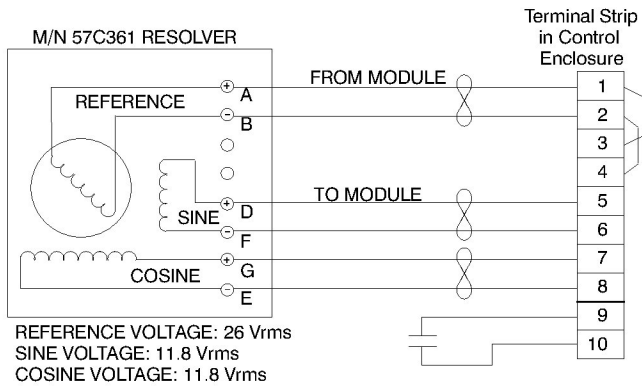 Terminal Strip
in Control
Enclosure
M/N 57C361 RESOLVER
REFERENCE
+ A
FROM MODULE
1
− B
2
3
4
+ D
TO MODULE
5
SINE
− F
6
+ G
7
COSINE
− E
8
9
10
REFERENCE VOLTAGE: 26 Vrms
SINE VOLTAGE: 11.8 Vrms
COSINE VOLTAGE: 11.8 Vrms